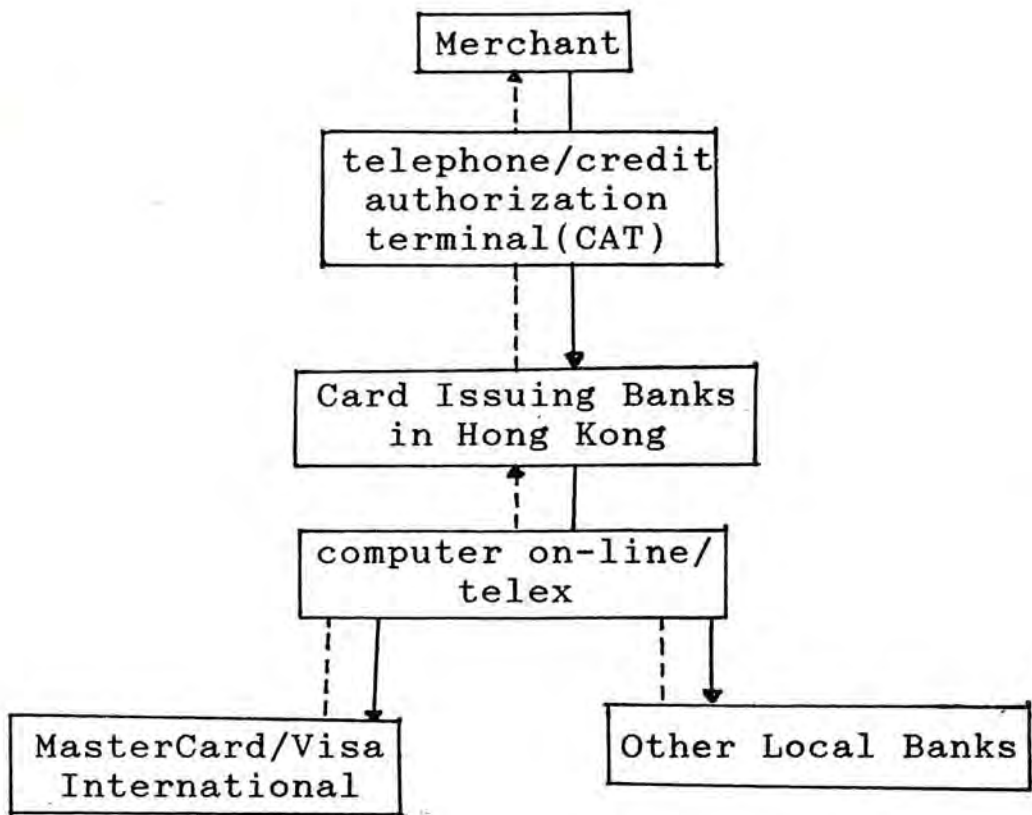 Merchant
telephone/credit
authorization
terminal(CAT)
Card Issuing Banks
in Hong Kong
computer on-line/
telex
MasterCard/Visa
International
Other Local Banks